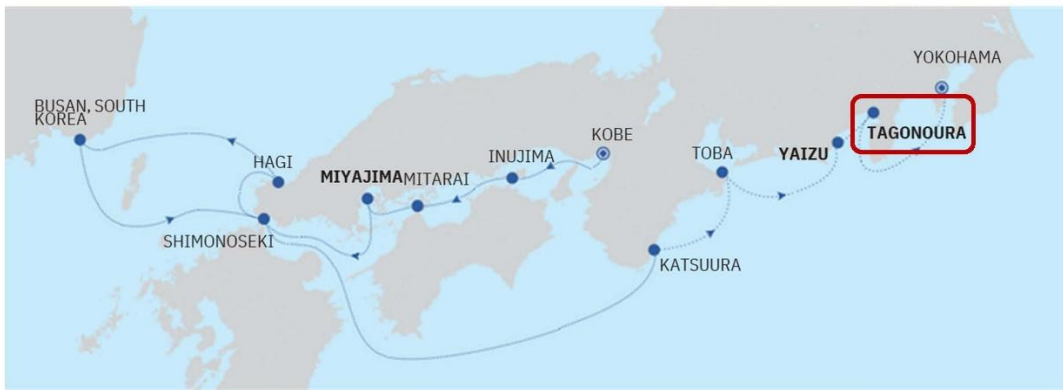 YOKOHAMA
BUSAN, SOUTH
KOREA
TAGONOURA
KOBE
TOBA
YAIZU
INUJIMA
HAGI
MIYAJIMA
MITARAI
SHIMONOSEKI
KATSUURA